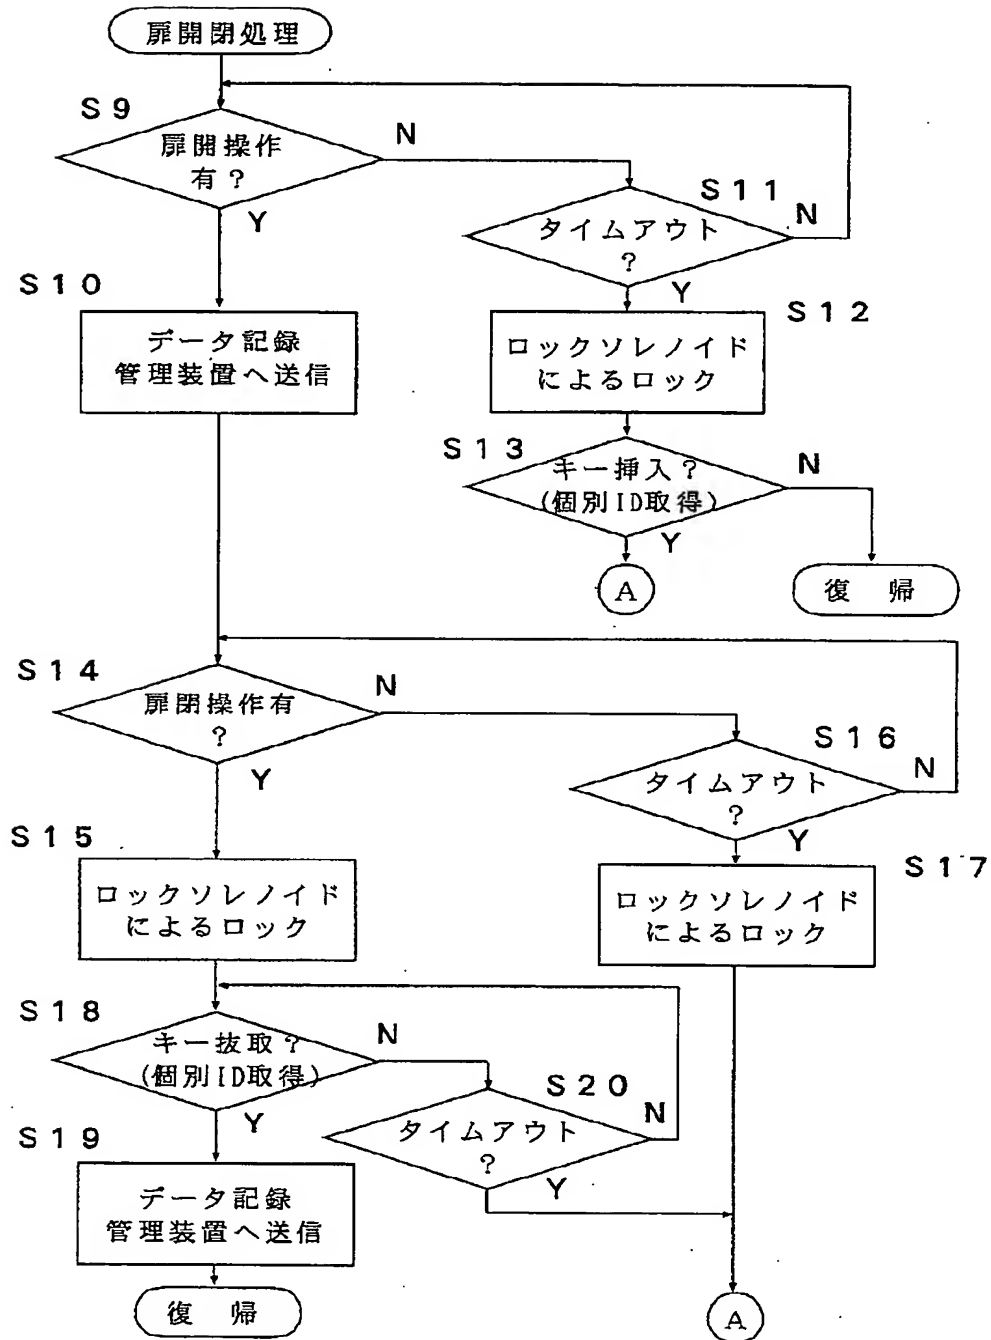 扉開閉処理
S9
扉開操作
有?
N
Y
S11
タイムアウト
?
N
Y
S10
データ記録
管理装置へ送信
S12
ロックソレノイド
によるロック
S13
キー挿入?
(個別ID取得)
N
Y
A
復 帰
S14
扉閉操作有
?
N
Y
S16
タイムアウト
?
N
Y
S15
ロックソレノイド
によるロック
S17
ロックソレノイド
によるロック
S18
キー抜取?
(個別ID取得)
N
Y
S20
タイムアウト
?
N
Y
S19
データ記録
管理装置へ送信
復 帰
A